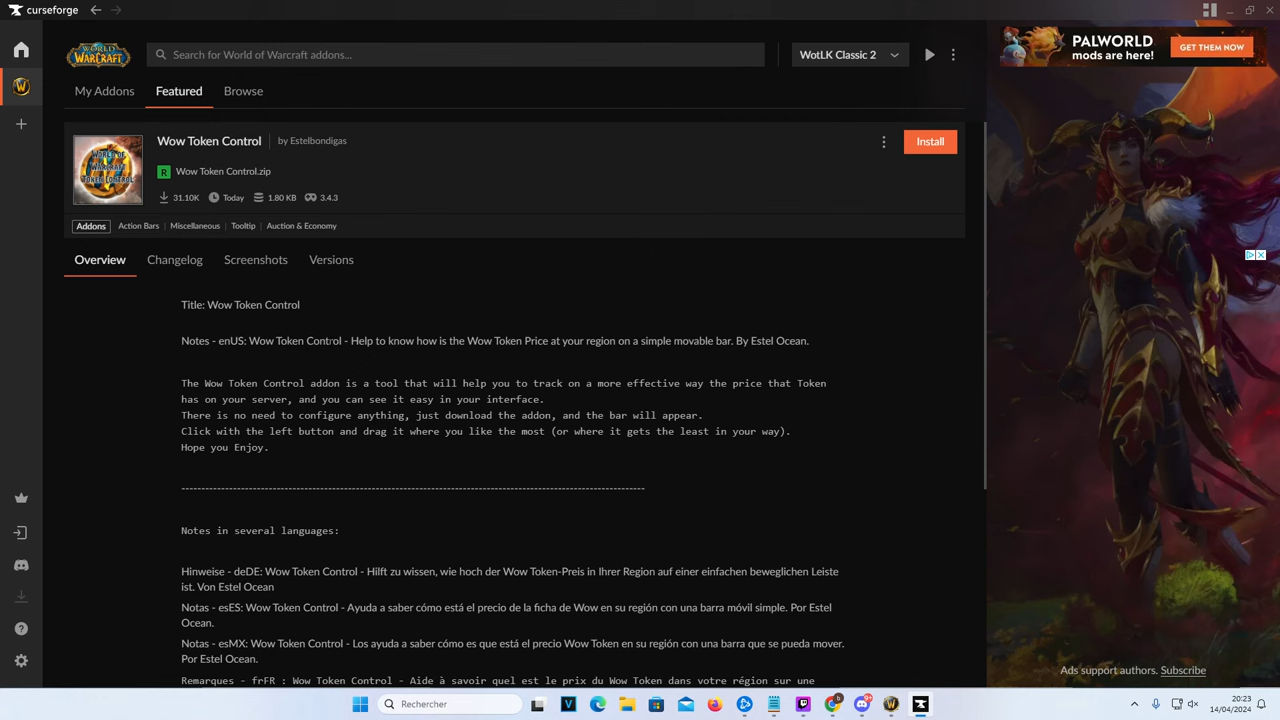 curseforge
WORLD WARCRAFT
Search for World of Warcraft addons...
WotLK Classic 2
PALWORLD
mods are here!
GET THEM NOW
My Addons
Featured
Browse
WORLD OF
WARCRAFT
TOKEN CONTROL
Wow Token Control
by Estelbondigas
Install
R Wow Token Control.zip
31.10K Today 1.80 KB 3.4.3
Addons Action Bars | Miscellaneous | Tooltip | Auction & Economy
Overview Changelog Screenshots Versions
Title: Wow Token Control
Notes - enUS: Wow Token Control - Help to know how is the Wow Token Price at your region on a simple movable bar. By Estel Ocean.
The Wow Token Control addon is a tool that will help you to track on a more effective way the price that Token
has on your server, and you can see it easy in your interface.
There is no need to configure anything, just download the addon, and the bar will appear.
Click with the left button and drag it where you like the most (or where it gets the least in your way).
Hope you Enjoy.
--------------------------------------------------------------------------------------------------------------------
Notes in several languages:
Hinweise - deDE: Wow Token Control - Hilft zu wissen, wie hoch der Wow Token-Preis in Ihrer Region auf einer einfachen beweglichen Leiste
ist. Von Estel Ocean
Notas - esES: Wow Token Control - Ayuda a saber cómo está el precio de la ficha de Wow en su región con una barra móvil simple. Por Estel
Ocean.
Notas - esMX: Wow Token Control - Los ayuda a saber cómo es que está el precio Wow Token en su región con una barra que se pueda mover.
Por Estel Ocean.
Remarques - frFR : Wow Token Control - Aide à savoir quel est le prix du Wow Token dans votre région sur une
Ads support authors. Subscribe
Rechercher
20:23
14/04/2024